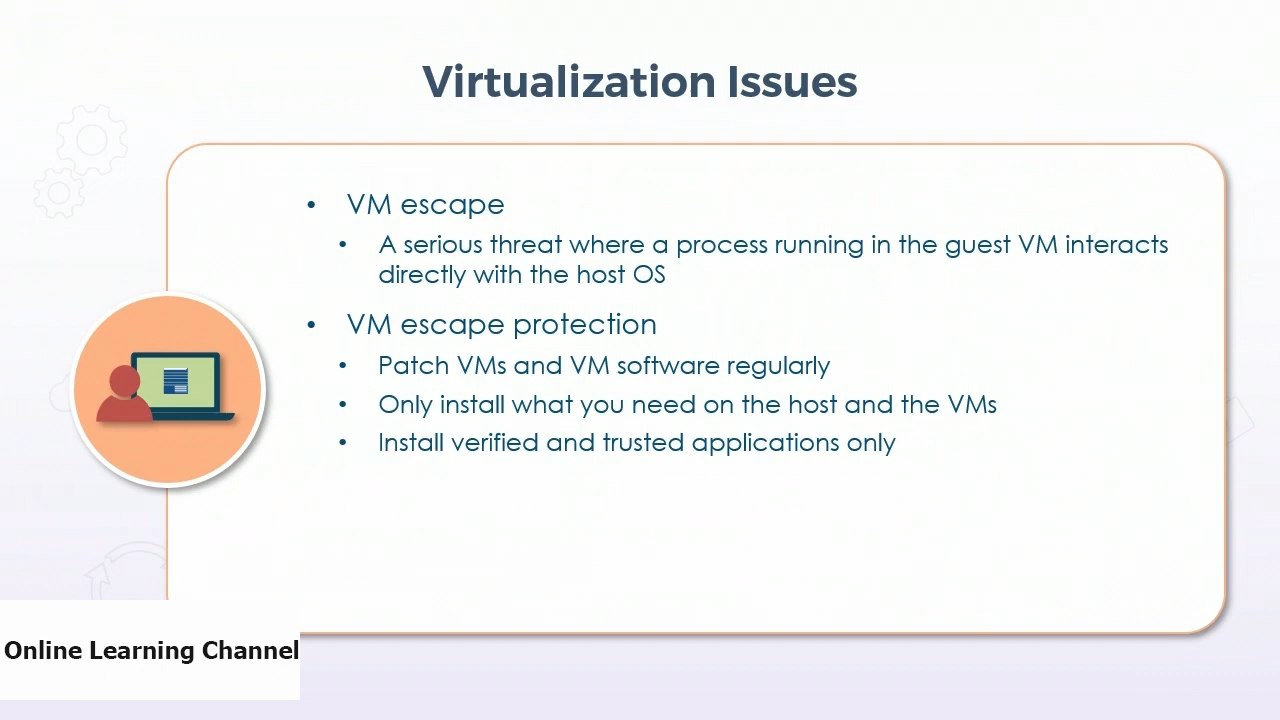 Virtualization Issues
• VM escape
• A serious threat where a process running in the guest VM interacts
directly with the host OS
• VM escape protection
• Patch VMs and VM software regularly
• Only install what you need on the host and the VMs
• Install verified and trusted applications only
Online Learning Channel